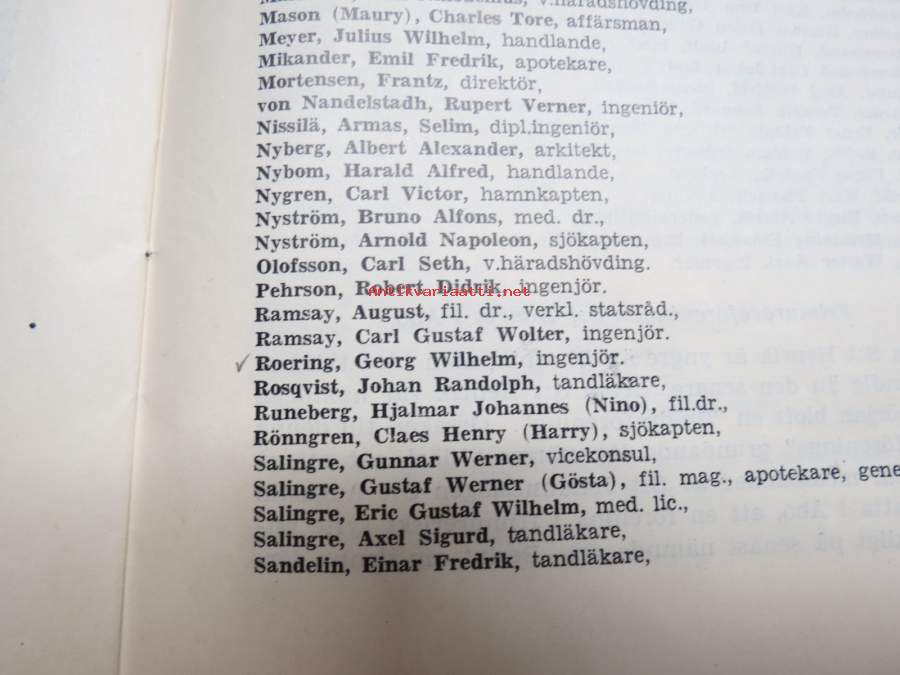 v.häradshövding,
Mason (Maury), Charles Tore, affärsman,
Meyer, Julius Wilhelm, handlande,
Mikander, Emil Fredrik, apotekare,
Mortensen, Frantz, direktör,
von Nandelstadh, Rupert Verner, ingeniör,
Nissilä, Armas, Selim, dipl.ingeniör,
Nyberg, Albert Alexander, arkitekt,
Nybom, Harald Alfred, handlande,
Nygren, Carl Victor, hamnkapten,
Nyström, Bruno Alfons, med. dr.,
Nyström, Arnold Napoleon, sjökapten,
Olofsson, Carl Seth, v.häradshövding.
Pehrson, Robert Didrik, ingenjör.
Antikvariaatti.net
Ramsay, August, fil. dr., verkl. statsråd.,
Ramsay, Carl Gustaf Wolter, ingenjör.
✓ Roering, Georg Wilhelm, ingenjör.
Rosqvist, Johan Randolph, tandläkare,
Runeberg, Hjalmar Johannes (Nino), fil.dr.,
Rönngren, Claes Henry (Harry), sjökapten,
Salingre, Gunnar Werner, vicekonsul,
Salingre, Gustaf Werner (Gösta), fil. mag., apotekare, gene
Salingre, Eric Gustaf Wilhelm, med. lic.,
Salingre, Axel Sigurd, tandläkare,
Sandelin, Einar Fredrik, tandläkare,